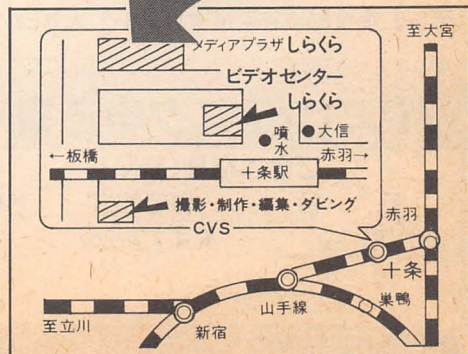 至大宮
メディアプラザしらくら
ビデオセンター
しらくら
噴水
大信
←板橋
赤羽→
十条駅
撮影・制作・編集・ダビング
CVS
赤羽
十条
巣鴨
山手線
新宿
至立川